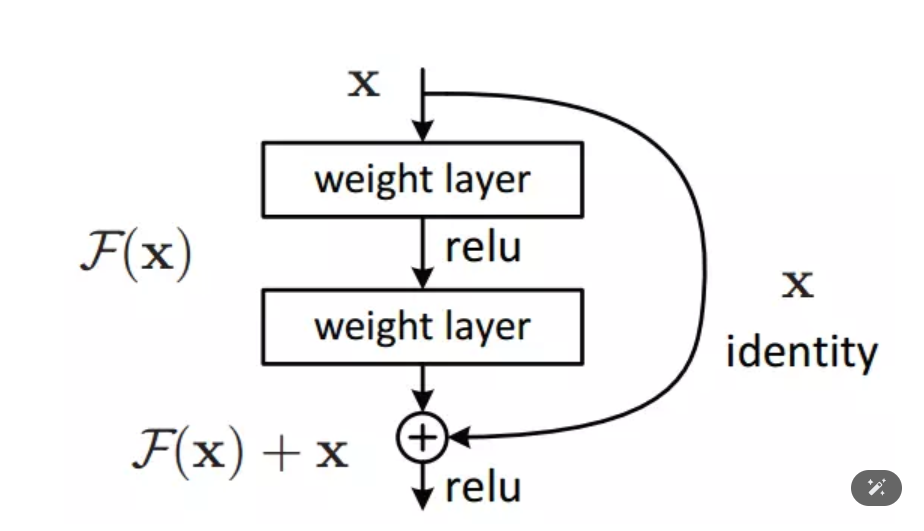 x
weight layer
F(x)
relu
weight layer
x
identity
F(x) + x
+
relu